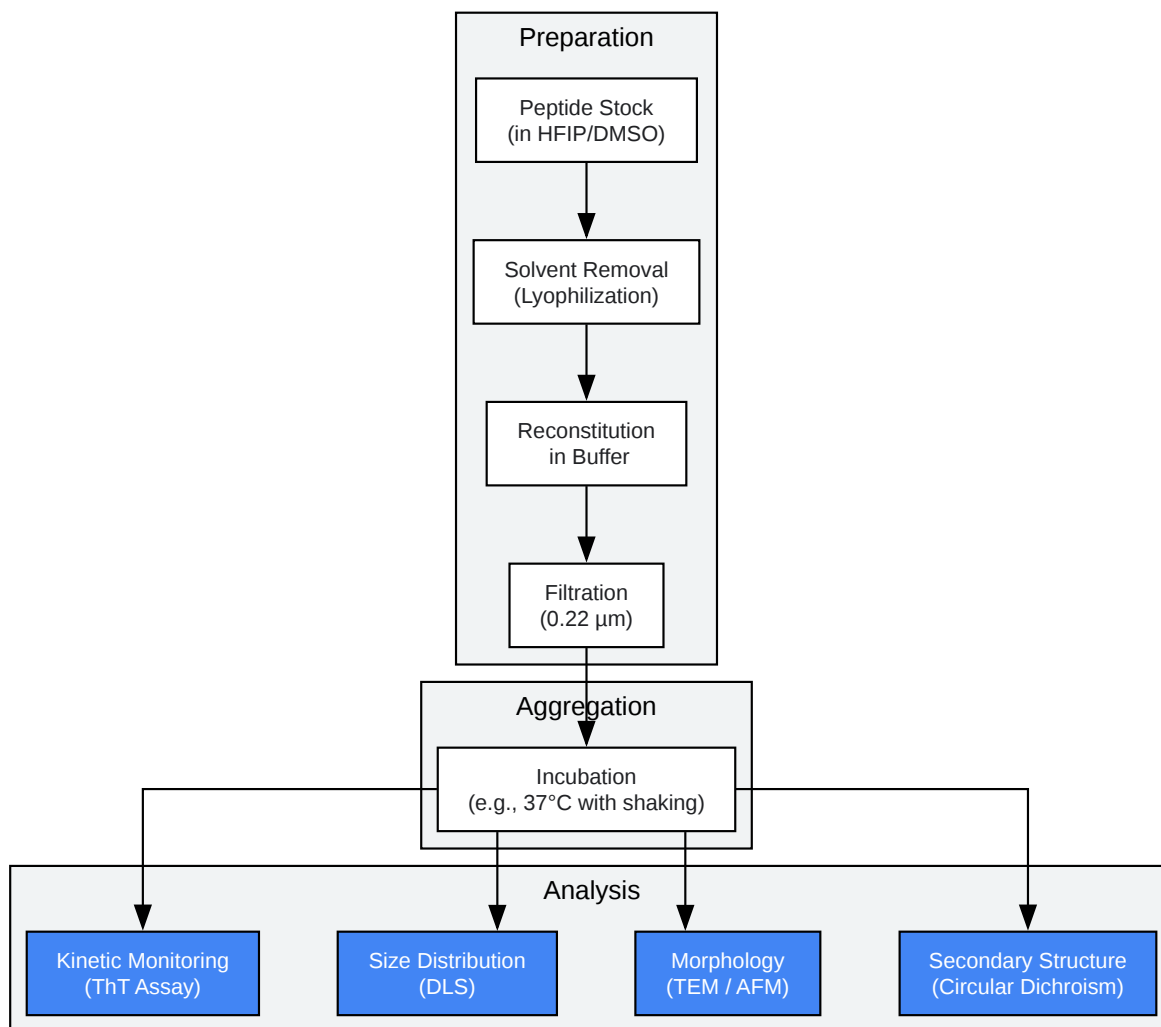 Preparation
Peptide Stock
(in HFIP/DMSO)
Solvent Removal
(Lyophilization)
Reconstitution
in Buffer
Filtration
(0.22 µm)
Aggregation
Incubation
(e.g., 37°C with shaking)
Analysis
Kinetic Monitoring
(ThT Assay)
Size Distribution
(DLS)
Morphology
(TEM / AFM)
Secondary Structure
(Circular Dichroism)